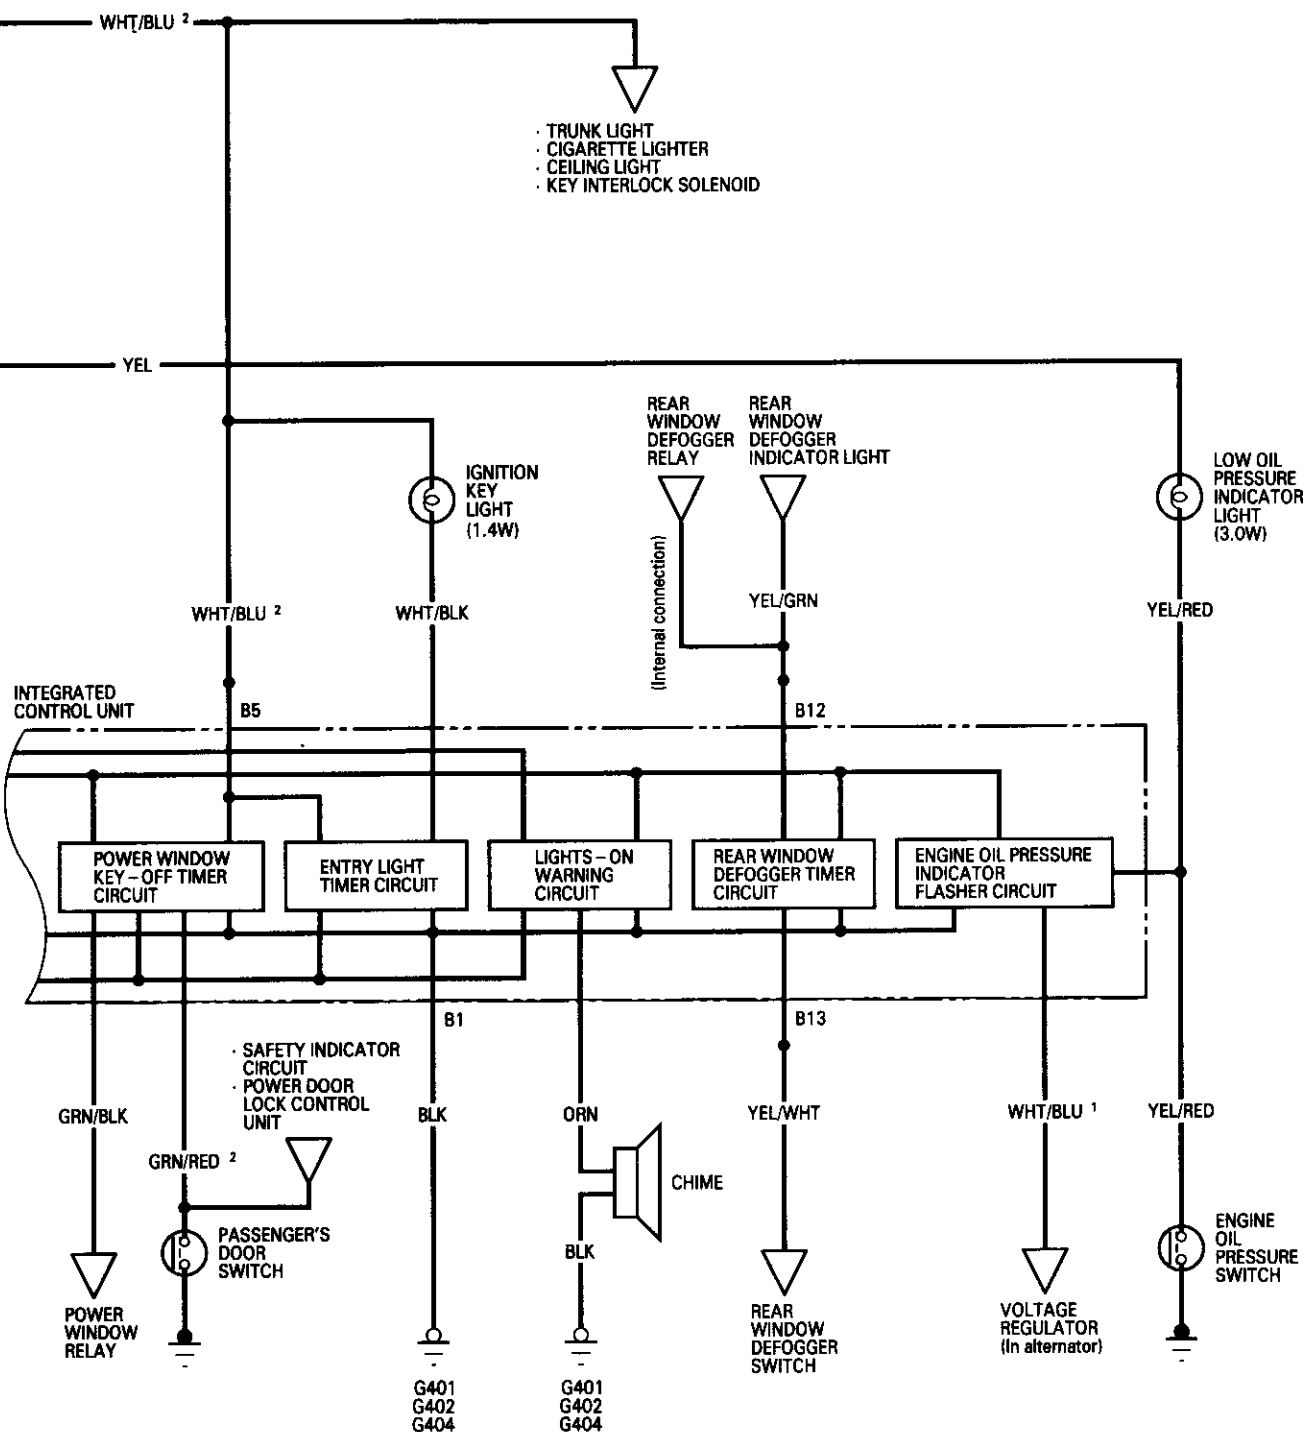 WHT/BLU 2
· TRUNK LIGHT
· CIGARETTE LIGHTER
· CEILING LIGHT
· KEY INTERLOCK SOLENOID
YEL
REAR
WINDOW
DEFOGGER
RELAY
REAR
WINDOW
DEFOGGER
INDICATOR LIGHT
IGNITION
KEY
LIGHT
(1.4W)
LOW OIL
PRESSURE
INDICATOR
LIGHT
(3.0W)
(Internal connection)
WHT/BLU 2
WHT/BLK
YEL/GRN
YEL/RED
INTEGRATED
CONTROL UNIT
B5
B12
POWER WINDOW
KEY – OFF TIMER
CIRCUIT
ENTRY LIGHT
TIMER CIRCUIT
LIGHTS – ON
WARNING
CIRCUIT
REAR WINDOW
DEFOGGER TIMER
CIRCUIT
ENGINE OIL PRESSURE
INDICATOR
FLASHER CIRCUIT
B1
B13
· SAFETY INDICATOR
CIRCUIT
· POWER DOOR
LOCK CONTROL
UNIT
GRN/BLK
BLK
ORN
YEL/WHT
WHT/BLU 1
YEL/RED
GRN/RED 2
CHIME
PASSENGER'S
DOOR
SWITCH
BLK
ENGINE
OIL
PRESSURE
SWITCH
POWER
WINDOW
RELAY
REAR
WINDOW
DEFOGGER
SWITCH
VOLTAGE
REGULATOR
(In alternator)
G401
G402
G404
G401
G402
G404